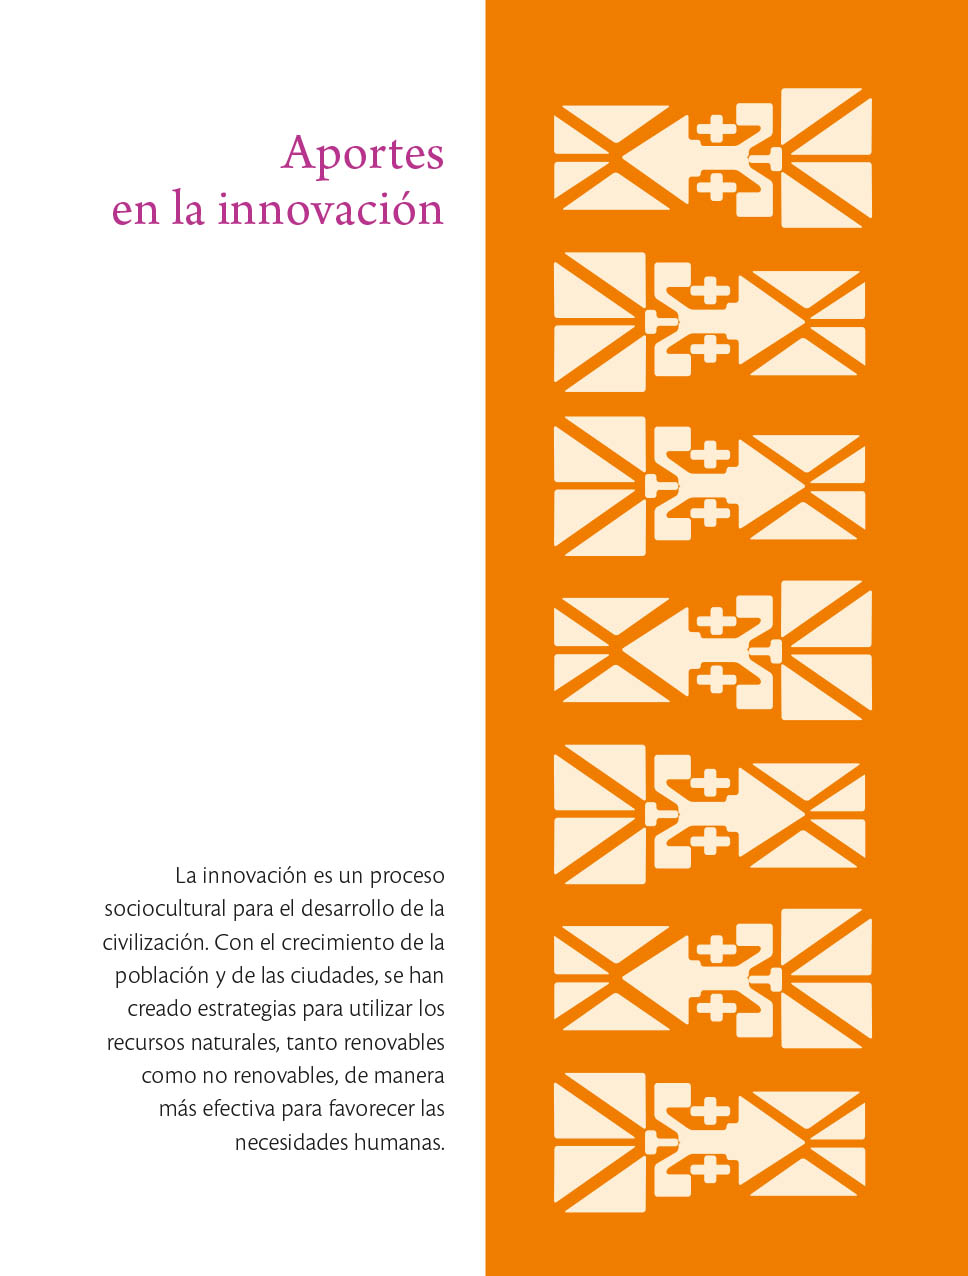 Aportes
en la innovación
La innovación es un proceso
sociocultural para el desarrollo de la
civilización. Con el crecimiento de la
población y de las ciudades, se han
creado estrategias para utilizar los
recursos naturales, tanto renovables
como no renovables, de manera
más efectiva para favorecer las
necesidades humanas.